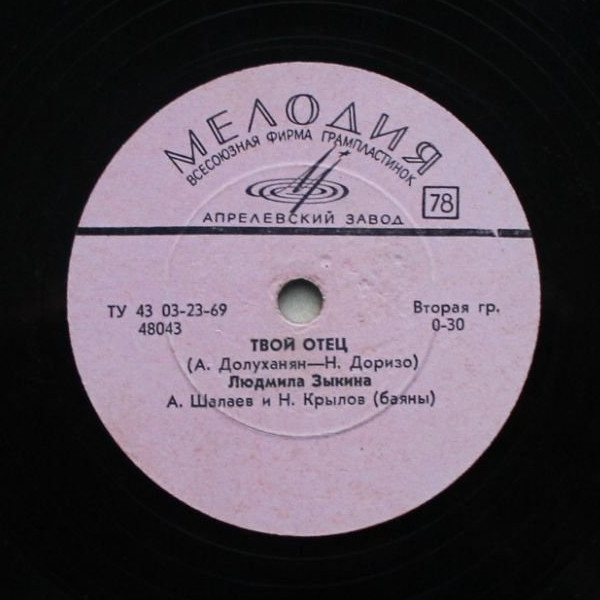 МЕЛОДИЯ
ВСЕСОЮЗНАЯ ФИРМА ГРАМПЛАСТИНОК
АПРЕЛЕВСКИЙ ЗАВОД
78
ТУ 43 03-23-69
48043
Вторая гр.
0-30
ТВОЙ ОТЕЦ
(А. Долуханян—Н. Доризо)
Людмила Зыкина
А. Шалаев и Н. Крылов (баяны)